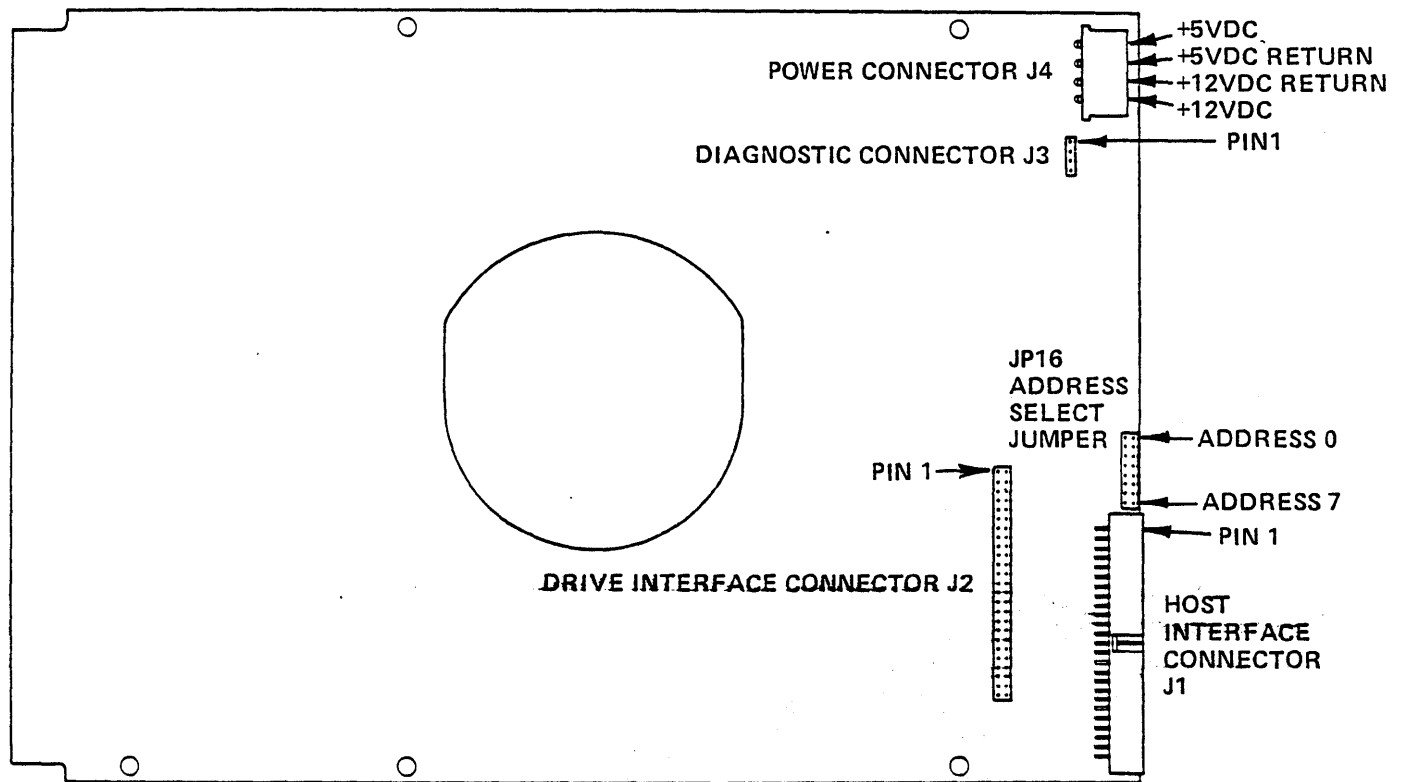 POWER CONNECTOR J4
+5VDC
+5VDC RETURN
+12VDC RETURN
+12VDC
DIAGNOSTIC CONNECTOR J3
PIN1
JP16
ADDRESS
SELECT
JUMPER
ADDRESS 0
PIN 1
ADDRESS 7
PIN 1
DRIVE INTERFACE CONNECTOR J2
HOST
INTERFACE
CONNECTOR
J1